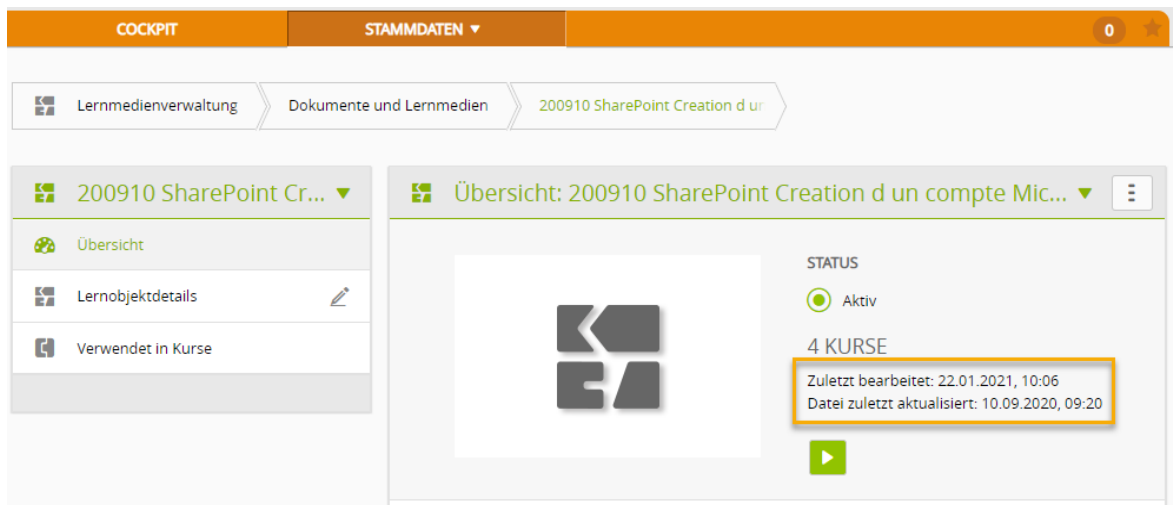 COCKPIT
STAMMDATEN ▼
0
Lernmedienverwaltung
Dokumente und Lernmedien
200910 SharePoint Creation d ur
200910 SharePoint Cr... ▼
Übersicht
Lernobjektdetails
Verwendet in Kurse
Übersicht: 200910 SharePoint Creation d un compte Mic... ▼
STATUS
Aktiv
4 KURSE
Zuletzt bearbeitet: 22.01.2021, 10:06
Datei zuletzt aktualisiert: 10.09.2020, 09:20